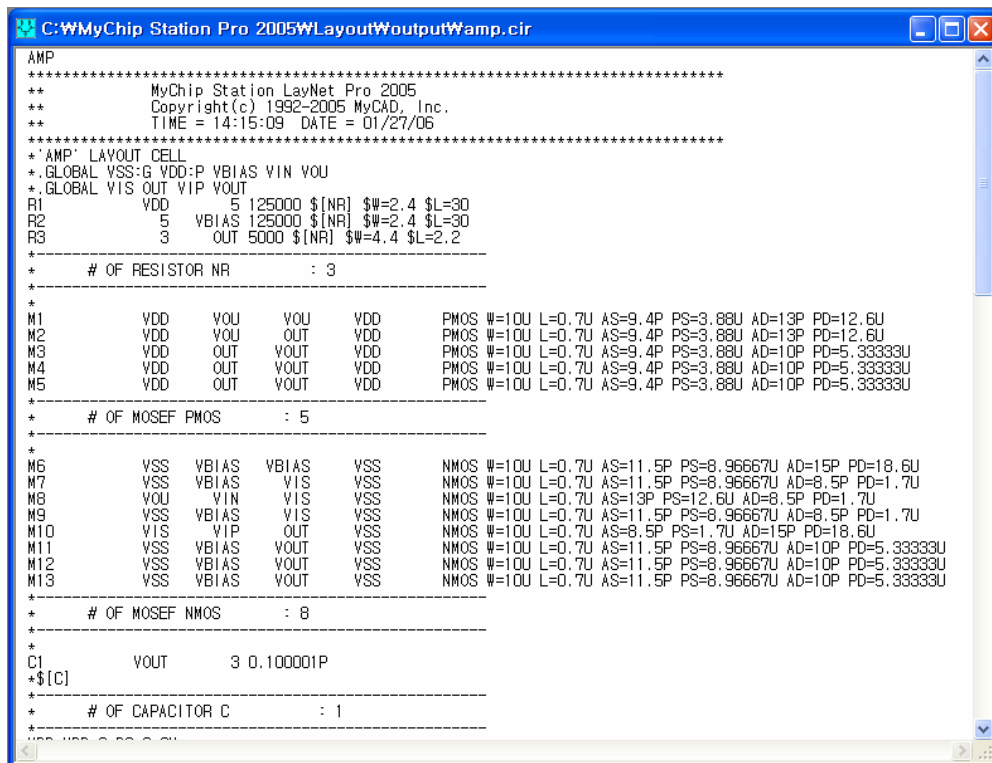 C:₩MyChip Station Pro 2005₩Layout₩output₩amp.cir
AMP
*******************************************************************************
** MyChip Station LayNet Pro 2005
** Copyright(c) 1992-2005 MyCAD, Inc.
** TIME = 14:15:09 DATE = 01/27/06
*******************************************************************************
*'AMP' LAYOUT CELL
*.GLOBAL VSS:G VDD:P VBIAS VIN VOU
*.GLOBAL VIS OUT VIP VOUT
R1 VDD 5 125000 $[NR] $W=2.4 $L=30
R2 5 VBIAS 125000 $[NR] $W=2.4 $L=30
R3 3 OUT 5000 $[NR] $W=4.4 $L=2.2
*--------------------------------------------------
* # OF RESISTOR NR : 3
*--------------------------------------------------
*
M1 VDD VOU VOU VDD PMOS W=10U L=0.7U AS=9.4P PS=3.88U AD=13P PD=12.6U
M2 VDD VOU OUT VDD PMOS W=10U L=0.7U AS=9.4P PS=3.88U AD=13P PD=12.6U
M3 VDD OUT VOUT VDD PMOS W=10U L=0.7U AS=9.4P PS=3.88U AD=10P PD=5.33333U
M4 VDD OUT VOUT VDD PMOS W=10U L=0.7U AS=9.4P PS=3.88U AD=10P PD=5.33333U
M5 VDD OUT VOUT VDD PMOS W=10U L=0.7U AS=9.4P PS=3.88U AD=10P PD=5.33333U
*--------------------------------------------------
* # OF MOSEF PMOS : 5
*--------------------------------------------------
*
M6 VSS VBIAS VBIAS VSS NMOS W=10U L=0.7U AS=11.5P PS=8.96667U AD=15P PD=18.6U
M7 VSS VBIAS VIS VSS NMOS W=10U L=0.7U AS=11.5P PS=8.96667U AD=8.5P PD=1.7U
M8 VOU VIN VIS VSS NMOS W=10U L=0.7U AS=13P PS=12.6U AD=8.5P PD=1.7U
M9 VSS VBIAS VIS VSS NMOS W=10U L=0.7U AS=11.5P PS=8.96667U AD=8.5P PD=1.7U
M10 VIS VIP OUT VSS NMOS W=10U L=0.7U AS=8.5P PS=1.7U AD=15P PD=18.6U
M11 VSS VBIAS VOUT VSS NMOS W=10U L=0.7U AS=11.5P PS=8.96667U AD=10P PD=5.33333U
M12 VSS VBIAS VOUT VSS NMOS W=10U L=0.7U AS=11.5P PS=8.96667U AD=10P PD=5.33333U
M13 VSS VBIAS VOUT VSS NMOS W=10U L=0.7U AS=11.5P PS=8.96667U AD=10P PD=5.33333U
*--------------------------------------------------
* # OF MOSEF NMOS : 8
*--------------------------------------------------
*
C1 VOUT 3 0.100001P
*$[C]
*--------------------------------------------------
* # OF CAPACITOR C : 1
*--------------------------------------------------